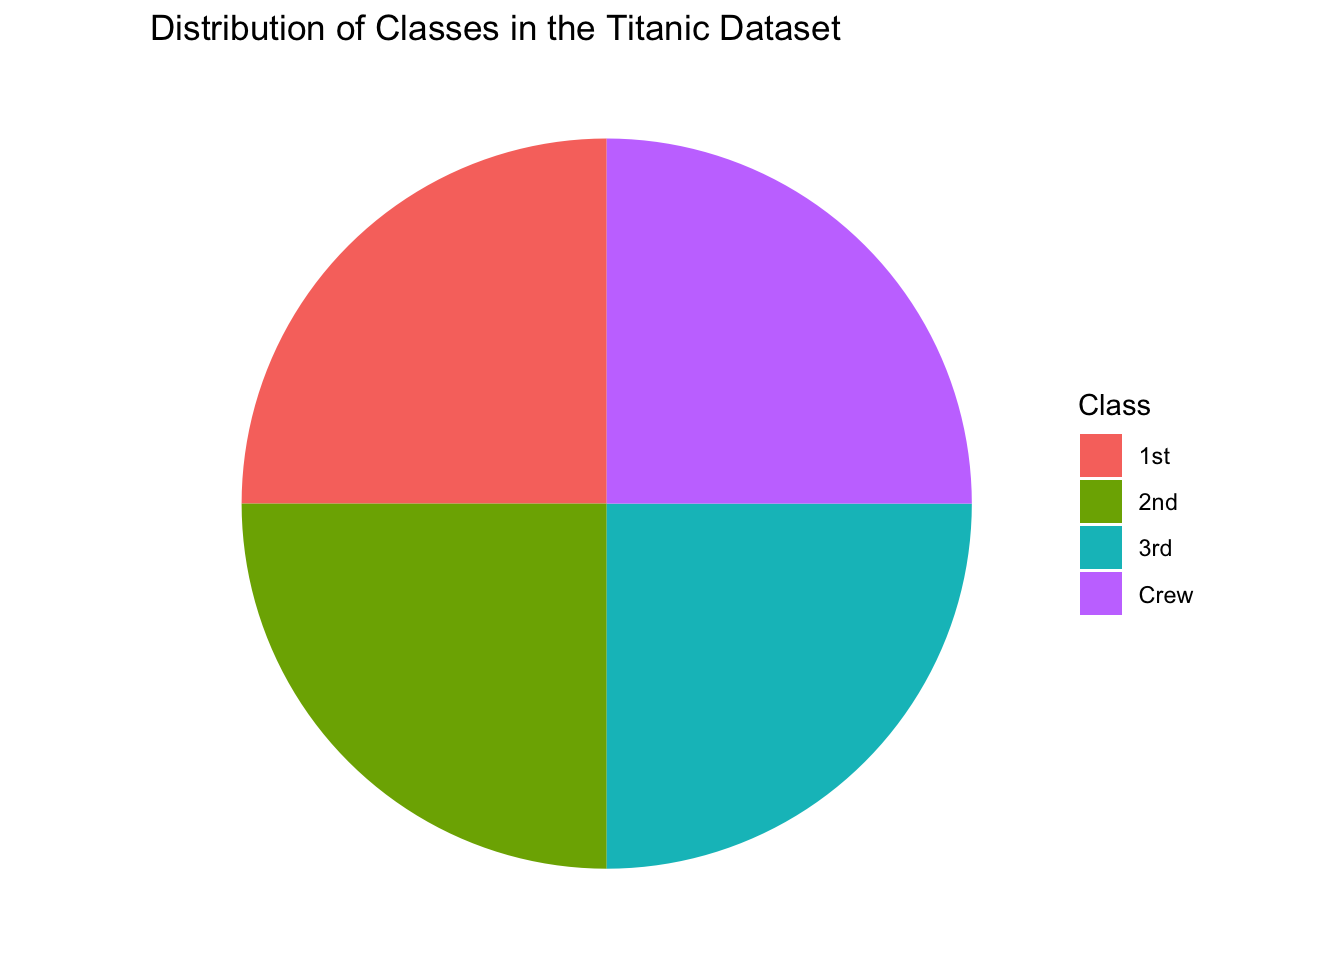 Distribution of Classes in the Titanic Dataset
Class
1st
2nd
3rd
Crew